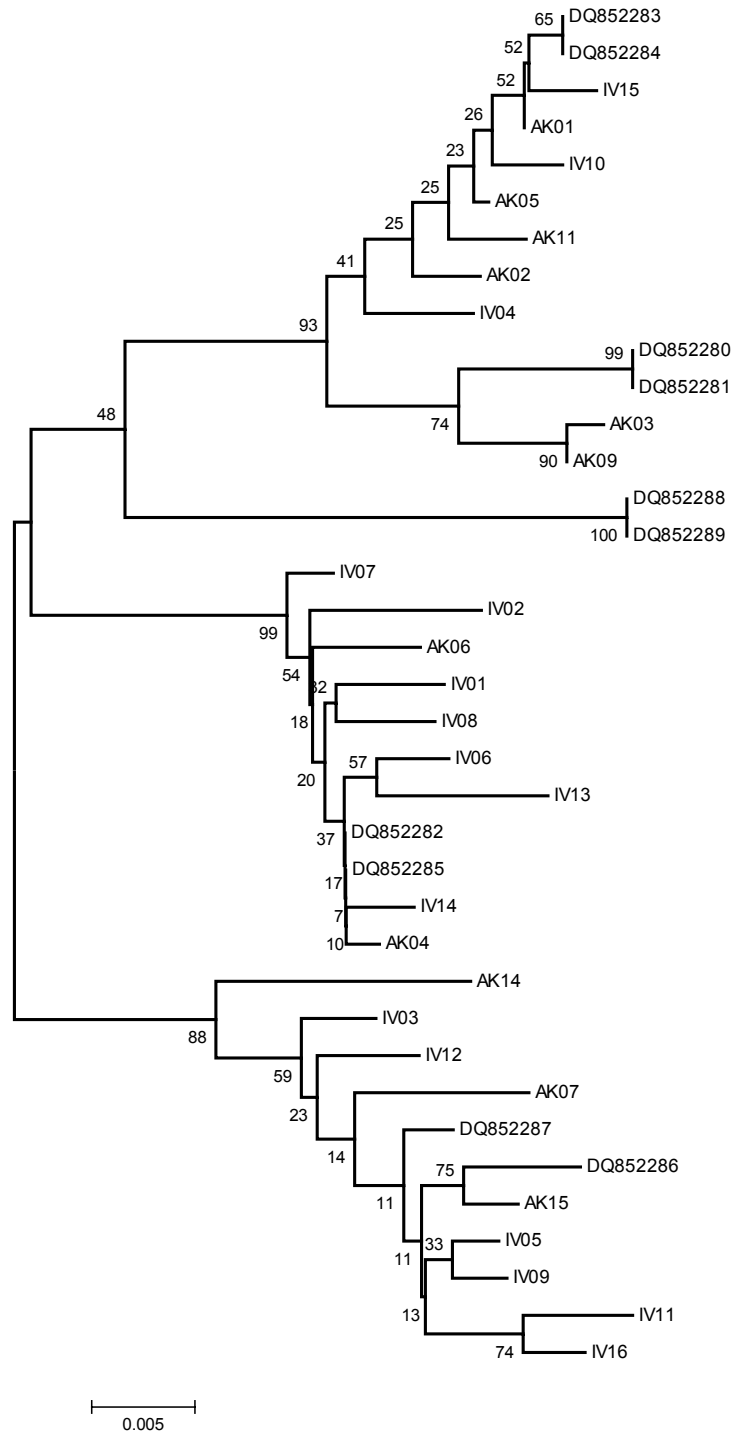 65 DQ852283
52 DQ852284
52 IV15
26 AK01
23 IV10
25 AK05
25 AK11
41 AK02
93 IV04
99 DQ852280
DQ852281
48 74 AK03
90 AK09
DQ852288
100 DQ852289
IV07
99 IV02
54 AK06
IV01
18 IV08
20 57 IV06
IV13
37 DQ852282
17 DQ852285
7 IV14
10 AK04
AK14
88 IV03
59 IV12
23 AK07
14 DQ852287
75 DQ852286
11 AK15
11 33 IV05
IV09
13 IV11
74 IV16
0.005